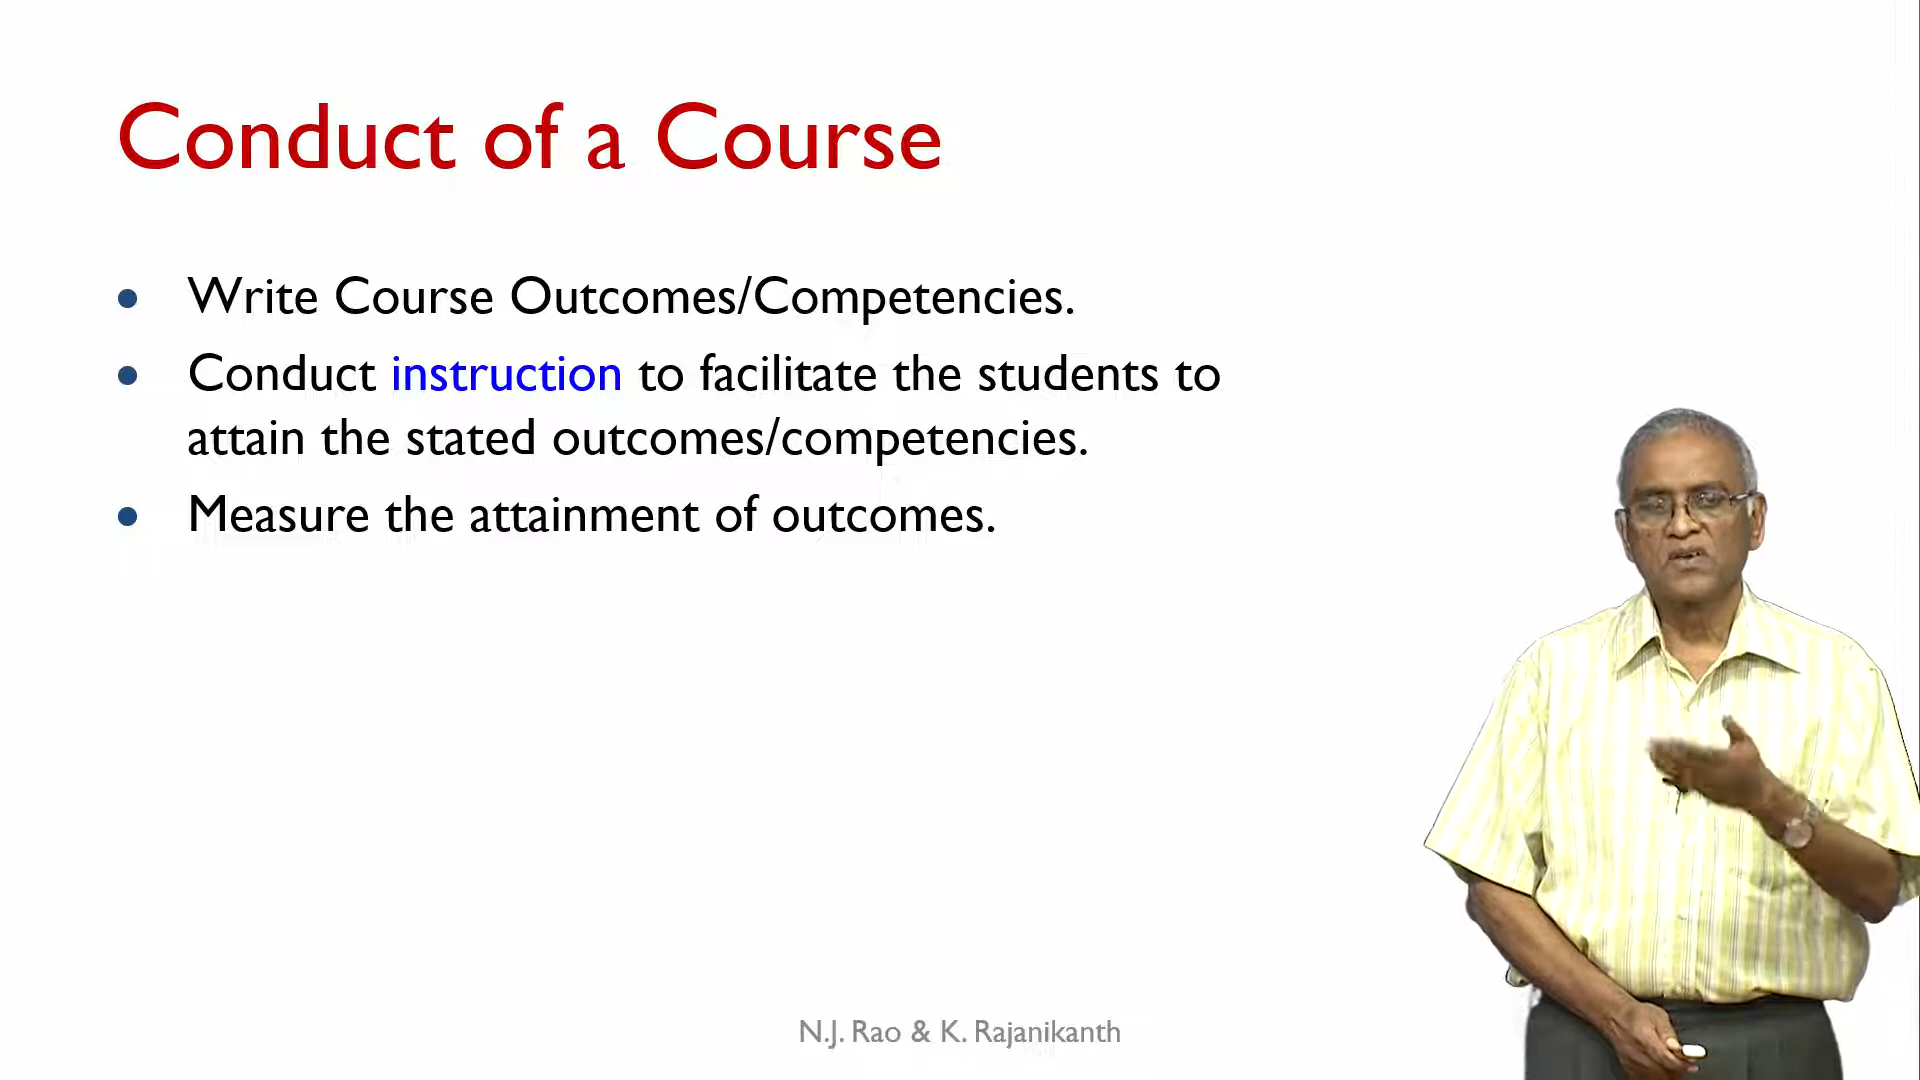 Conduct of a Course
• Write Course Outcomes/Competencies.
• Conduct instruction to facilitate the students to
attain the stated outcomes/competencies.
• Measure the attainment of outcomes.
N.J. Rao & K. Rajanikanth